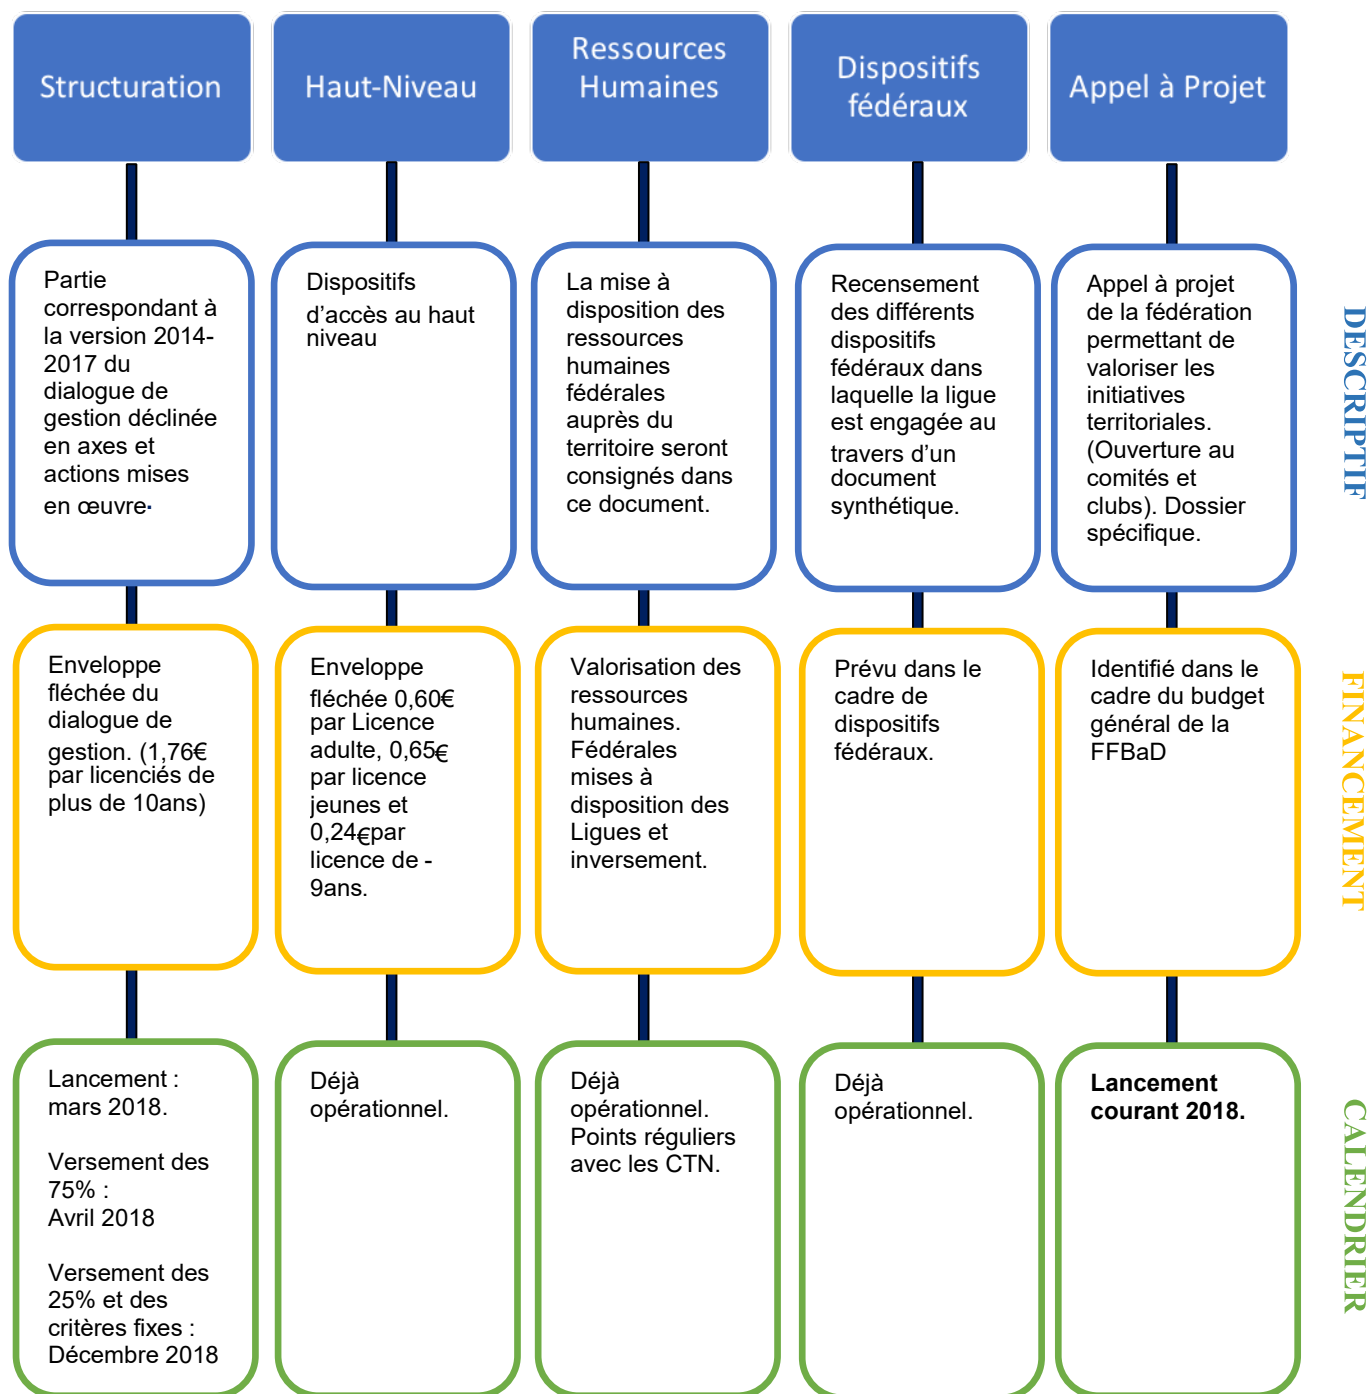 Structuration
Haut-Niveau
Ressources
Humaines
Dispositifs
fédéraux
Appel à Projet
Partie
correspondant à
la version 2014-
2017 du
dialogue de
gestion déclinée
en axes et
actions mises
en œuvre.
Dispositifs
d’accès au haut
niveau
La mise à
disposition des
ressources
humaines
fédérales
auprès du
territoire seront
consignés dans
ce document.
Recensement
des différents
dispositifs
fédéraux dans
laquelle la ligue
est engagée au
travers d’un
document
synthétique.
Appel à projet
de la fédération
permettant de
valoriser les
initiatives
territoriales.
(Ouverture au
comités et
clubs). Dossier
spécifique.
DESCRIPTIF
Enveloppe
fléchée du
dialogue de
gestion. (1,76€
par licenciés de
plus de 10ans)
Enveloppe
fléchée 0,60€
par Licence
adulte, 0,65€
par licence
jeunes et
0,24€par
licence de -
9ans.
Valorisation des
ressources
humaines.
Fédérales
mises à
disposition des
Ligues et
inversement.
Prévu dans le
cadre de
dispositifs
fédéraux.
Identifié dans le
cadre du budget
général de la
FFBaD
FINANCEMENT
Lancement :
mars 2018.
Versement des
75% :
Avril 2018
Versement des
25% et des
critères fixes :
Décembre 2018
Déjà
opérationnel.
Déjà
opérationnel.
Points réguliers
avec les CTN.
Déjà
opérationnel.
Lancement
courant 2018.
CALENDRIER